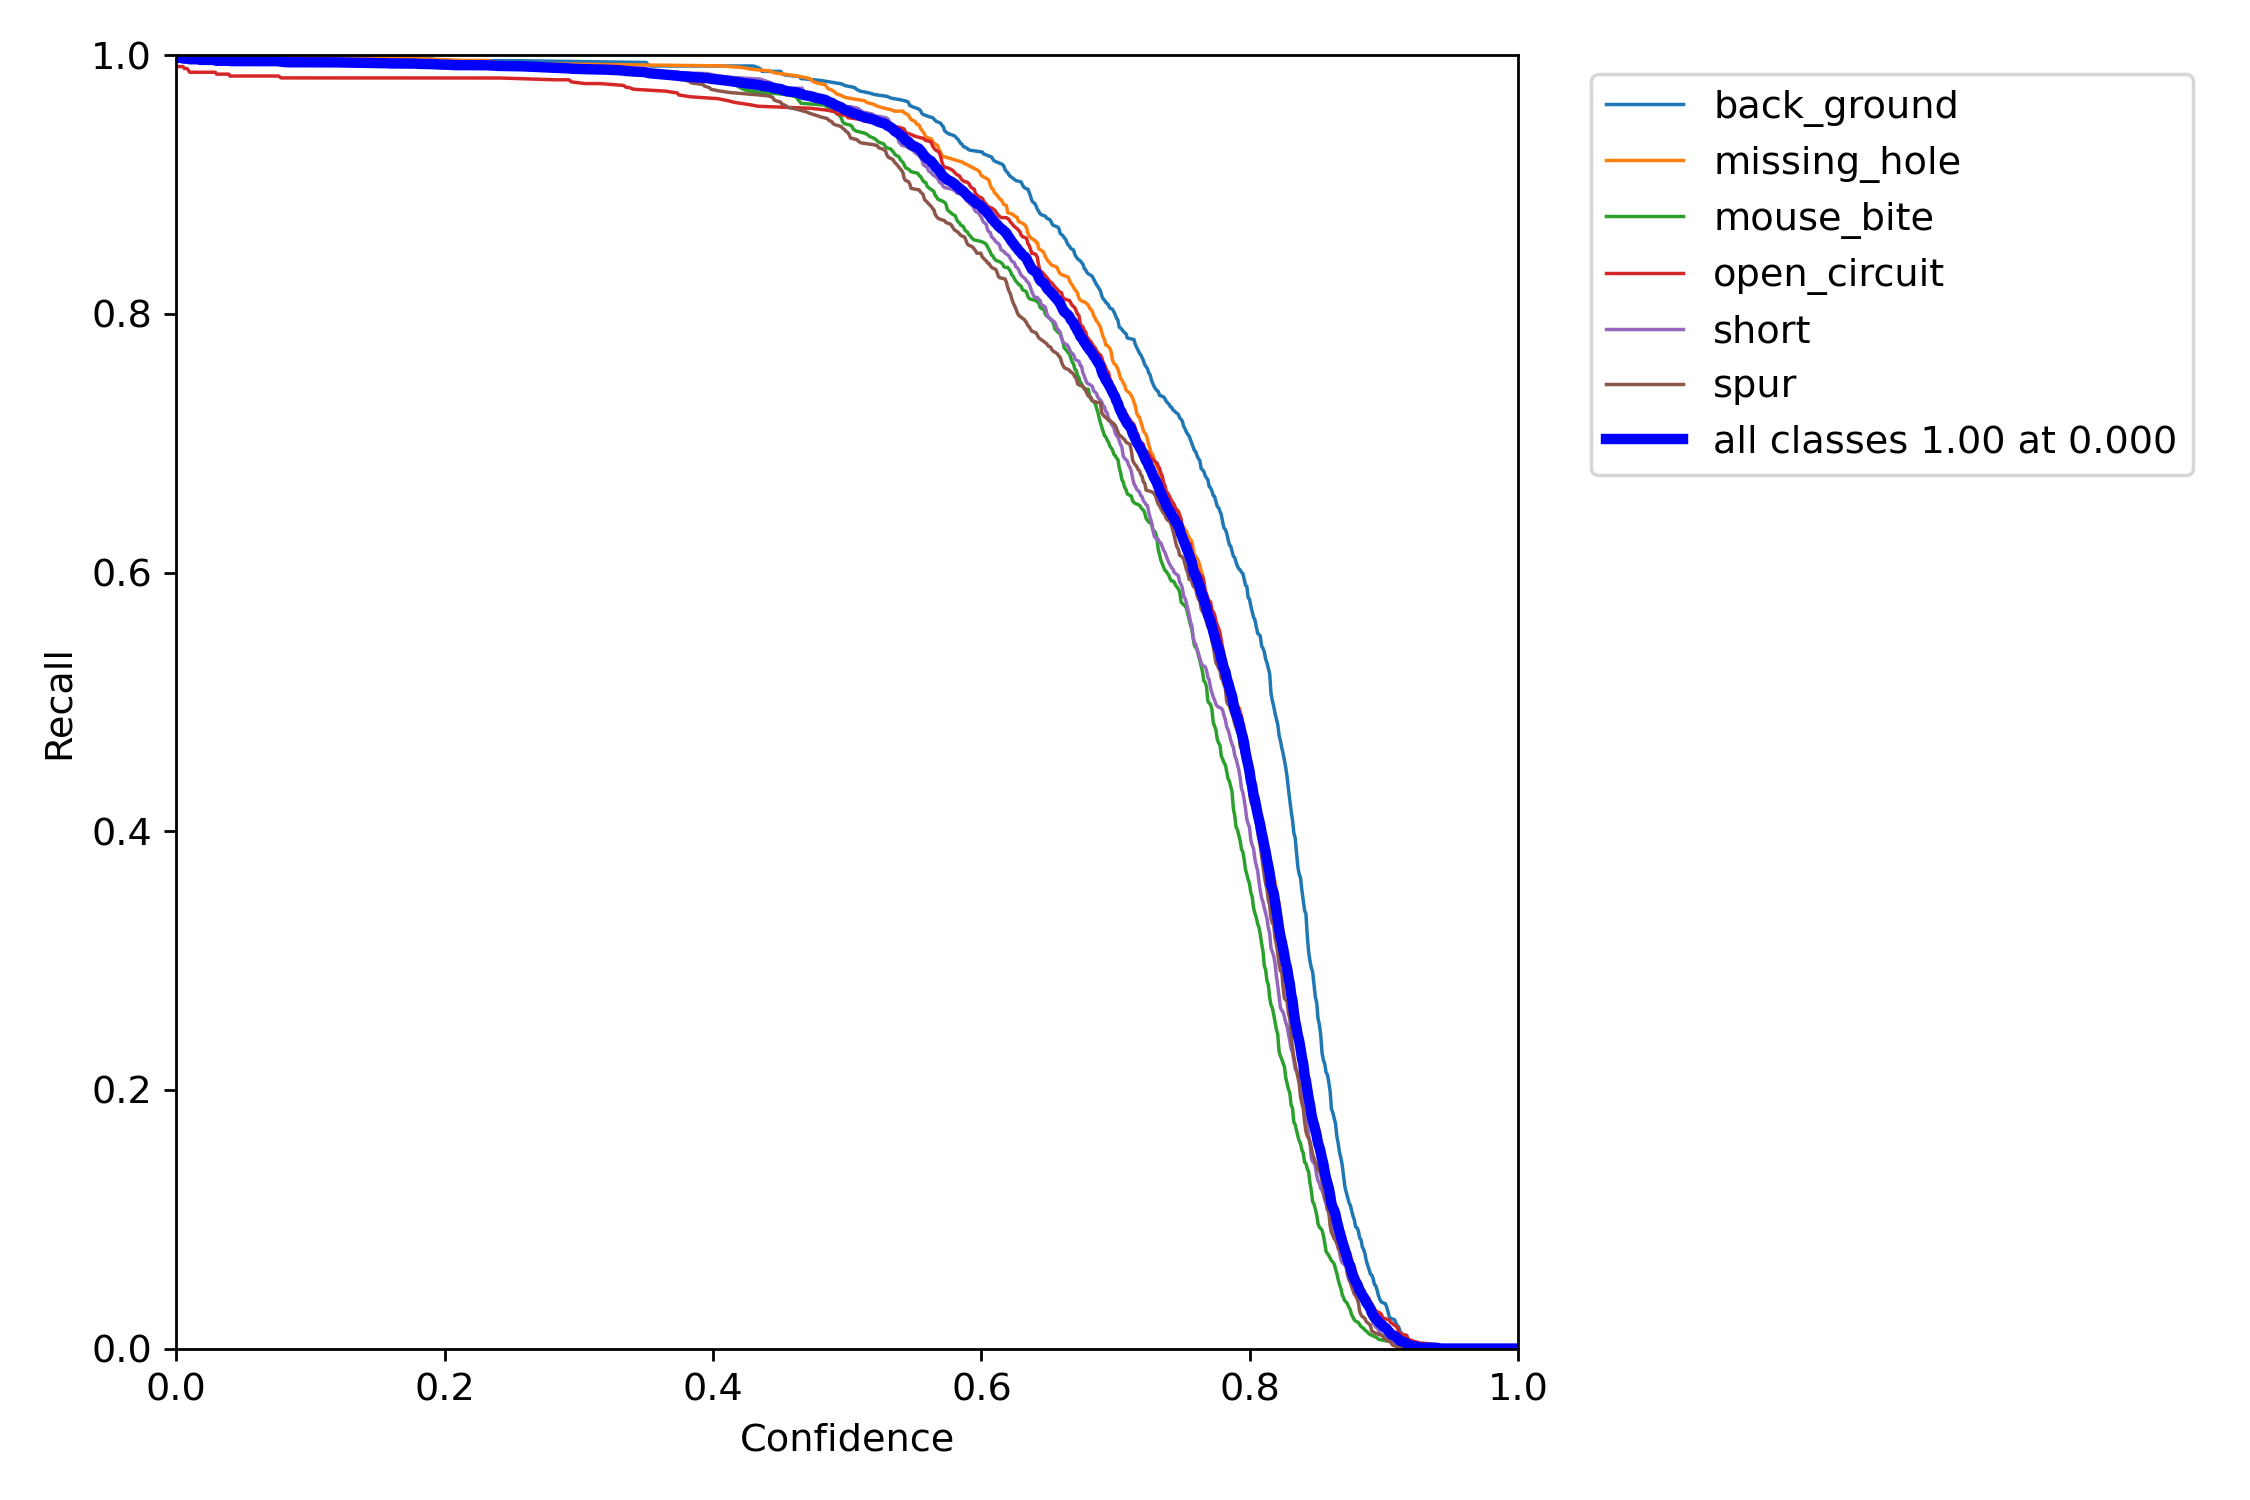 1.0
0.8
0.6
0.4
0.2
0.0
Recall
0.0 0.2 0.4 0.6 0.8 1.0
Confidence
back_ground
missing_hole
mouse_bite
open_circuit
short
spur
all classes 1.00 at 0.000